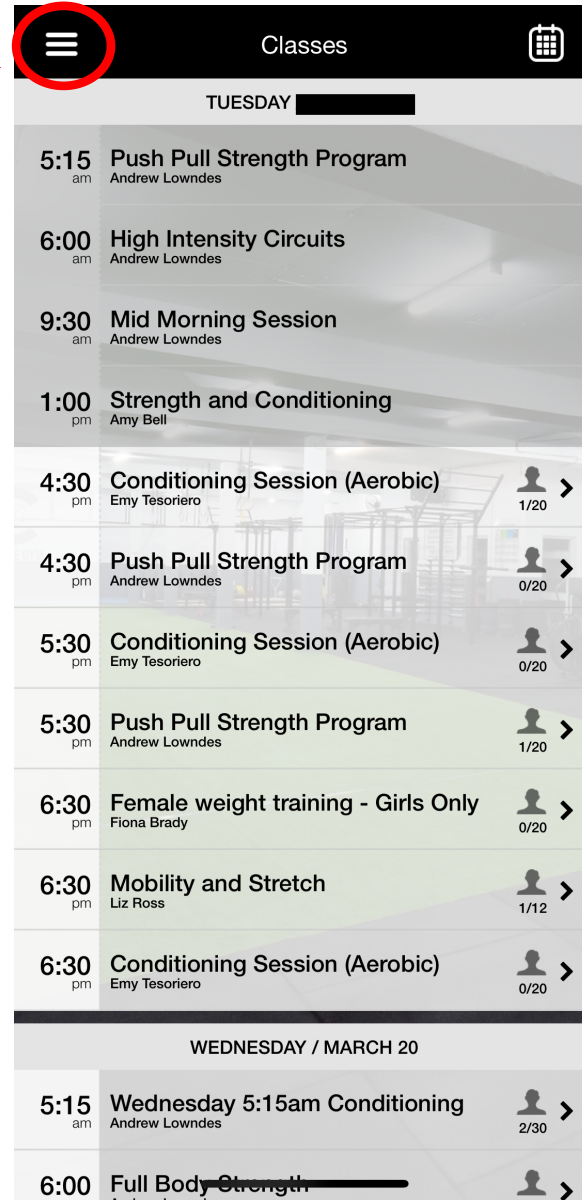 Classes
TUESDAY
5:15 Push Pull Strength Program
am Andrew Lowndes
6:00 High Intensity Circuits
am Andrew Lowndes
9:30 Mid Morning Session
am Andrew Lowndes
1:00 Strength and Conditioning
pm Amy Bell
4:30 Conditioning Session (Aerobic)
pm Emy Tesoriero 1/20
4:30 Push Pull Strength Program
pm Andrew Lowndes 0/20
5:30 Conditioning Session (Aerobic)
pm Emy Tesoriero 0/20
5:30 Push Pull Strength Program
pm Andrew Lowndes 1/20
6:30 Female weight training - Girls Only
pm Fiona Brady 0/20
6:30 Mobility and Stretch
pm Liz Ross 1/12
6:30 Conditioning Session (Aerobic)
pm Emy Tesoriero 0/20
WEDNESDAY / MARCH 20
5:15 Wednesday 5:15am Conditioning
am Andrew Lowndes 2/30
6:00 Full Body Strength